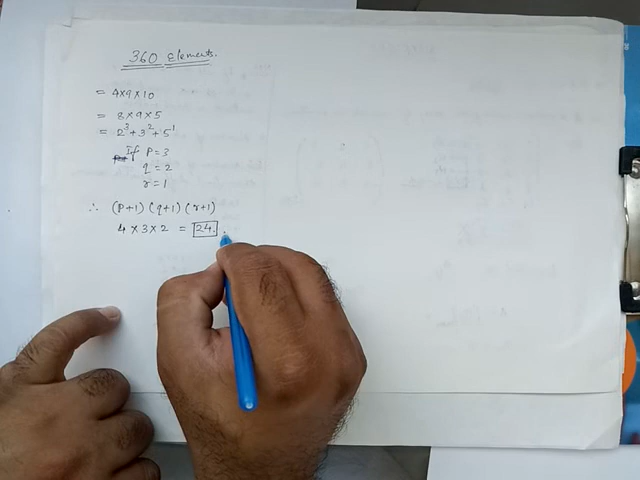 360 Elements.
= 4×9×10
= 8×9×5
= 2³+3²+5¹
If P=3
q=2
r=1
∴ (P+1) (q+1) (r+1)
4×3×2 = 24.